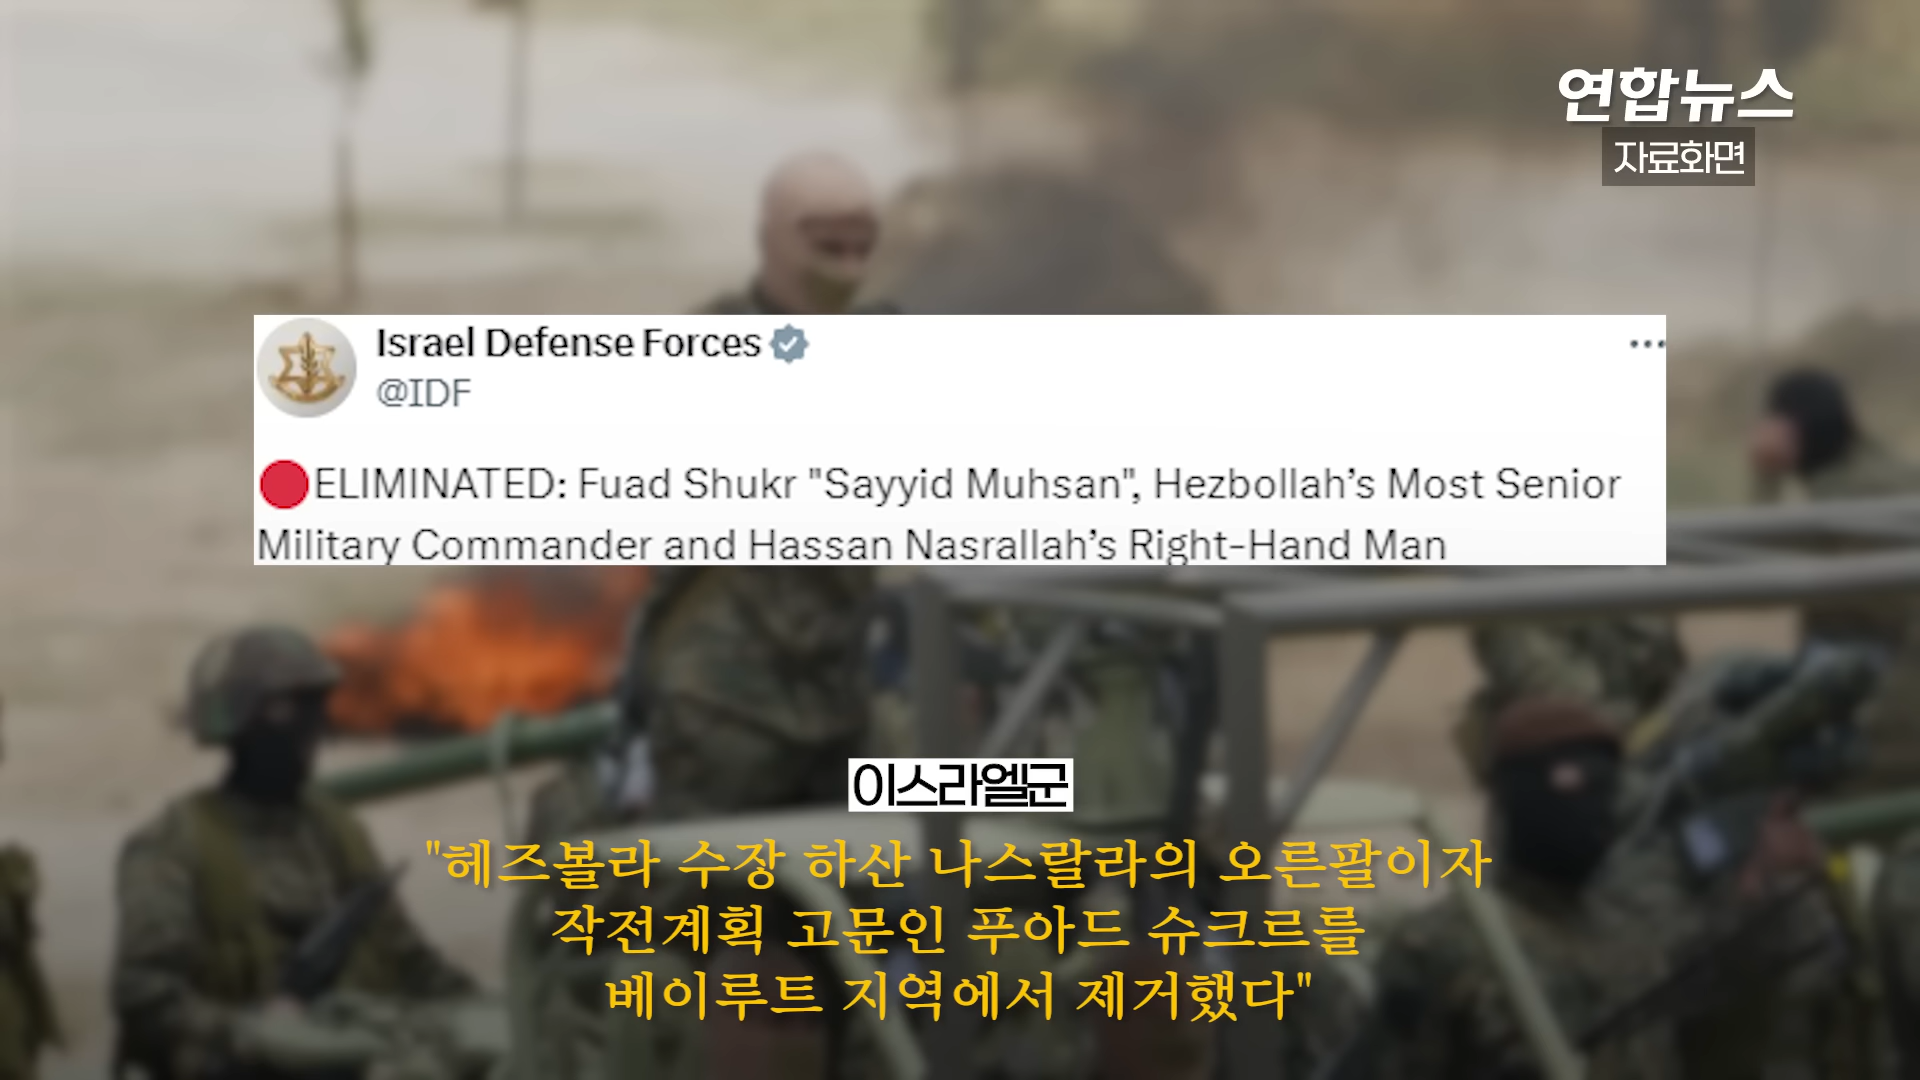 연합뉴스
자료화면
Israel Defense Forces
@IDF
ELIMINATED: Fuad Shukr "Sayyid Muhsan", Hezbollah’s Most Senior
Military Commander and Hassan Nasrallah’s Right-Hand Man
이스라엘군
"헤즈볼라 수장 하산 나스랄라의 오른팔이자
작전계획 고문인 푸아드 슈크르를
베이루트 지역에서 제거했다"